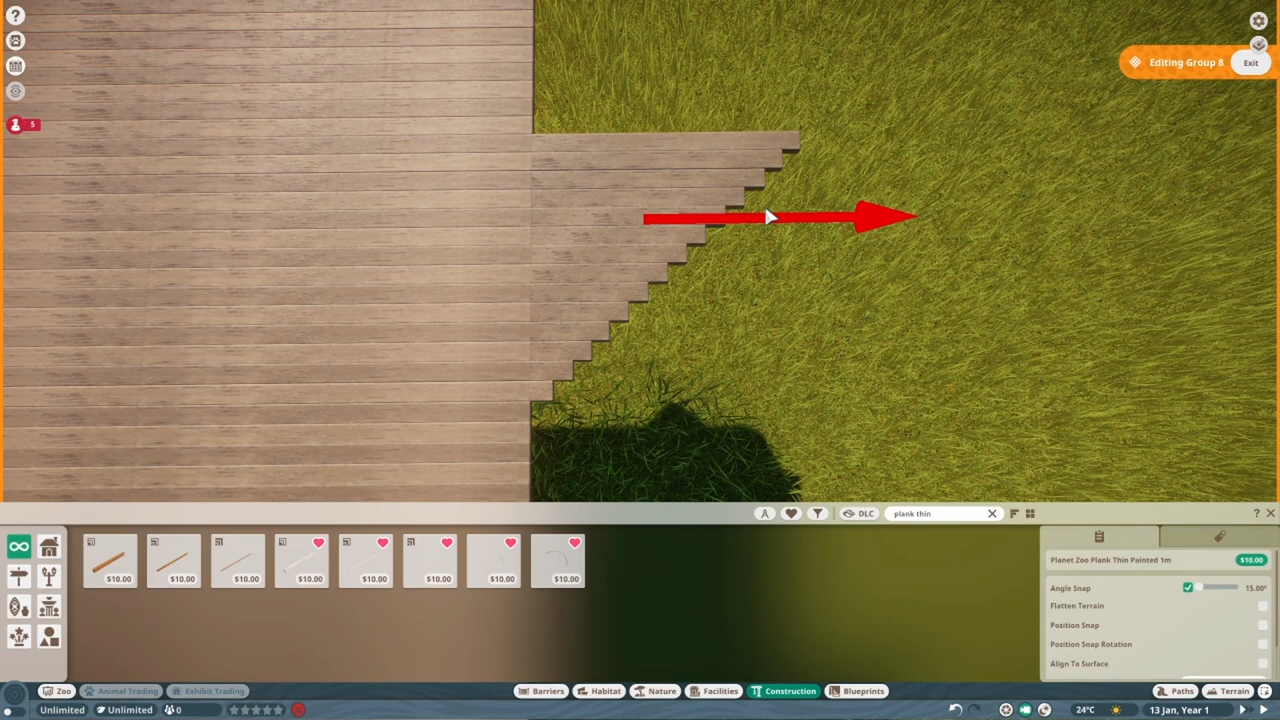 ?
Editing Group 8
Exit
5
DLC
plank thin
?
$10.00
$10.00
$10.00
$10.00
$10.00
$10.00
$10.00
$10.00
Planet Zoo Plank Thin Painted 1m
$10.00
Angle Snap
15.00°
Flatten Terrain
Position Snap
Position Snap Rotation
Align To Surface
Zoo
Animal Trading
Exhibit Trading
Barriers
Habitat
Nature
Facilities
Construction
Blueprints
Paths
Terrain
Unlimited
Unlimited
0
24°C
13 Jan, Year 1